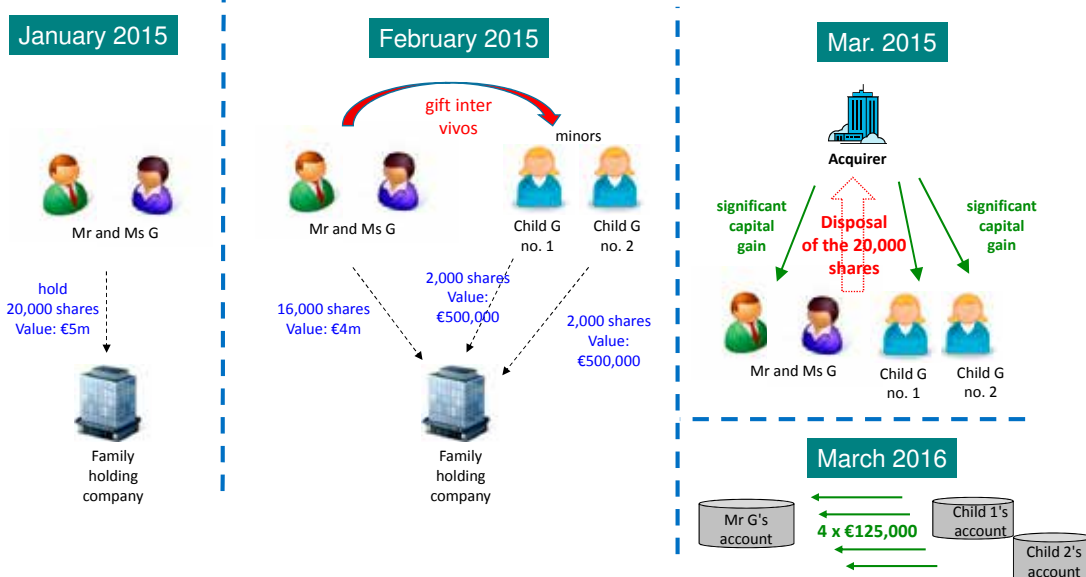 January 2015
Mr and Ms G
hold
20,000 shares
Value: €5m
Family
holding
company
February 2015
gift inter
vivos
minors
Mr and Ms G
Child G
no. 1
Child G
no. 2
16,000 shares
Value: €4m
2,000 shares
Value:
€500,000
2,000 shares
Value:
€500,000
Family
holding
company
Mar. 2015
Acquirer
significant
capital
gain
Disposal
of the 20,000
shares
significant
capital
gain
Mr and Ms G
Child G
no. 1
Child G
no. 2
March 2016
Mr G's
account
4 x €125,000
Child 1's
account
Child 2's
account